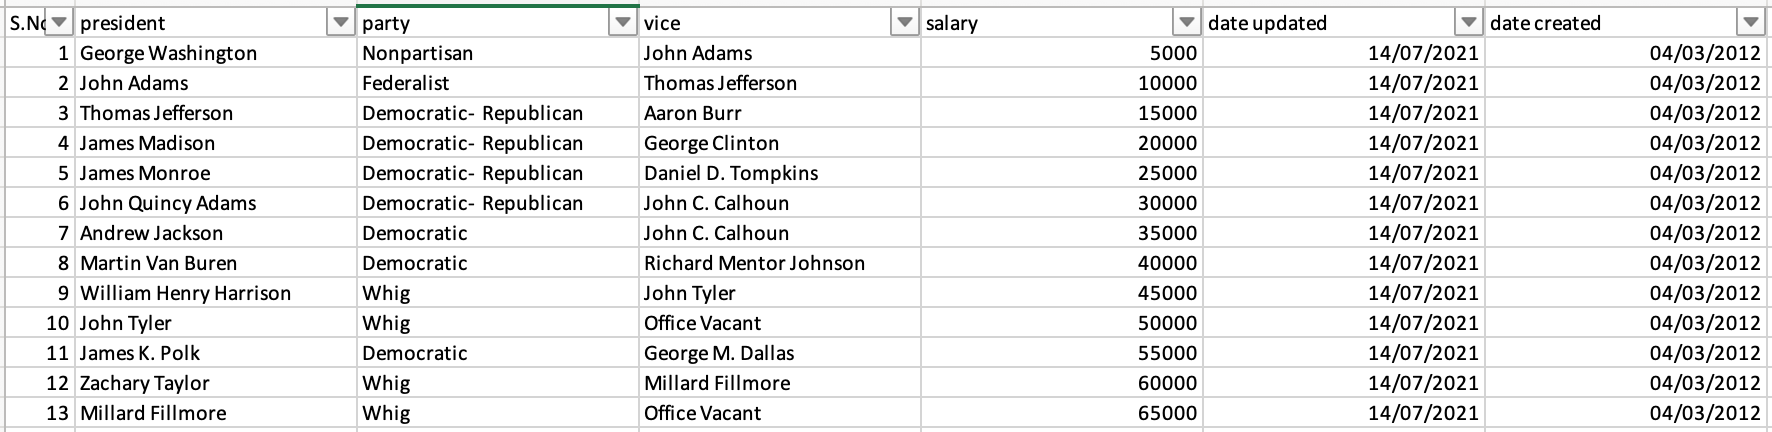 S.No president party vice salary date updated date created
1 George Washington Nonpartisan John Adams 5000 14/07/2021 04/03/2012
2 John Adams Federalist Thomas Jefferson 10000 14/07/2021 04/03/2012
3 Thomas Jefferson Democratic- Republican Aaron Burr 15000 14/07/2021 04/03/2012
4 James Madison Democratic- Republican George Clinton 20000 14/07/2021 04/03/2012
5 James Monroe Democratic- Republican Daniel D. Tompkins 25000 14/07/2021 04/03/2012
6 John Quincy Adams Democratic- Republican John C. Calhoun 30000 14/07/2021 04/03/2012
7 Andrew Jackson Democratic John C. Calhoun 35000 14/07/2021 04/03/2012
8 Martin Van Buren Democratic Richard Mentor Johnson 40000 14/07/2021 04/03/2012
9 William Henry Harrison Whig John Tyler 45000 14/07/2021 04/03/2012
10 John Tyler Whig Office Vacant 50000 14/07/2021 04/03/2012
11 James K. Polk Democratic George M. Dallas 55000 14/07/2021 04/03/2012
12 Zachary Taylor Whig Millard Fillmore 60000 14/07/2021 04/03/2012
13 Millard Fillmore Whig Office Vacant 65000 14/07/2021 04/03/2012